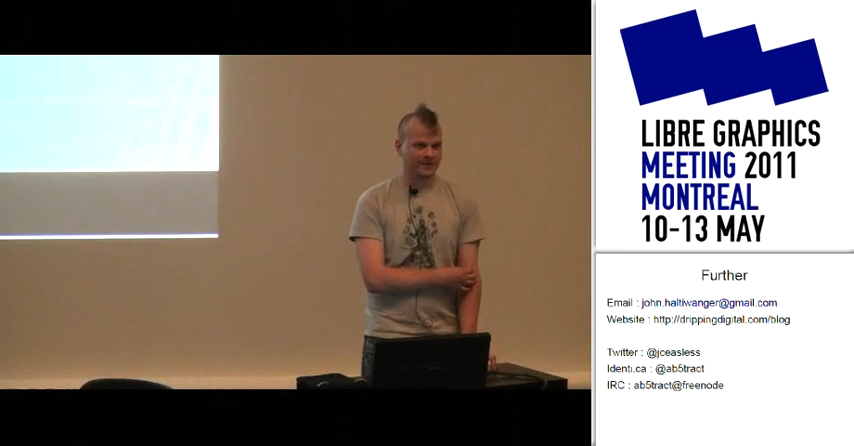 LIBRE GRAPHICS
MEETING 2011
MONTREAL
10-13 MAY
Further
Email : john.haltiwanger@gmail.com
Website : http://drippingdigital.com/blog
Twitter : @jceasless
Identi.ca : @ab5tract
IRC : ab5tract@freenode